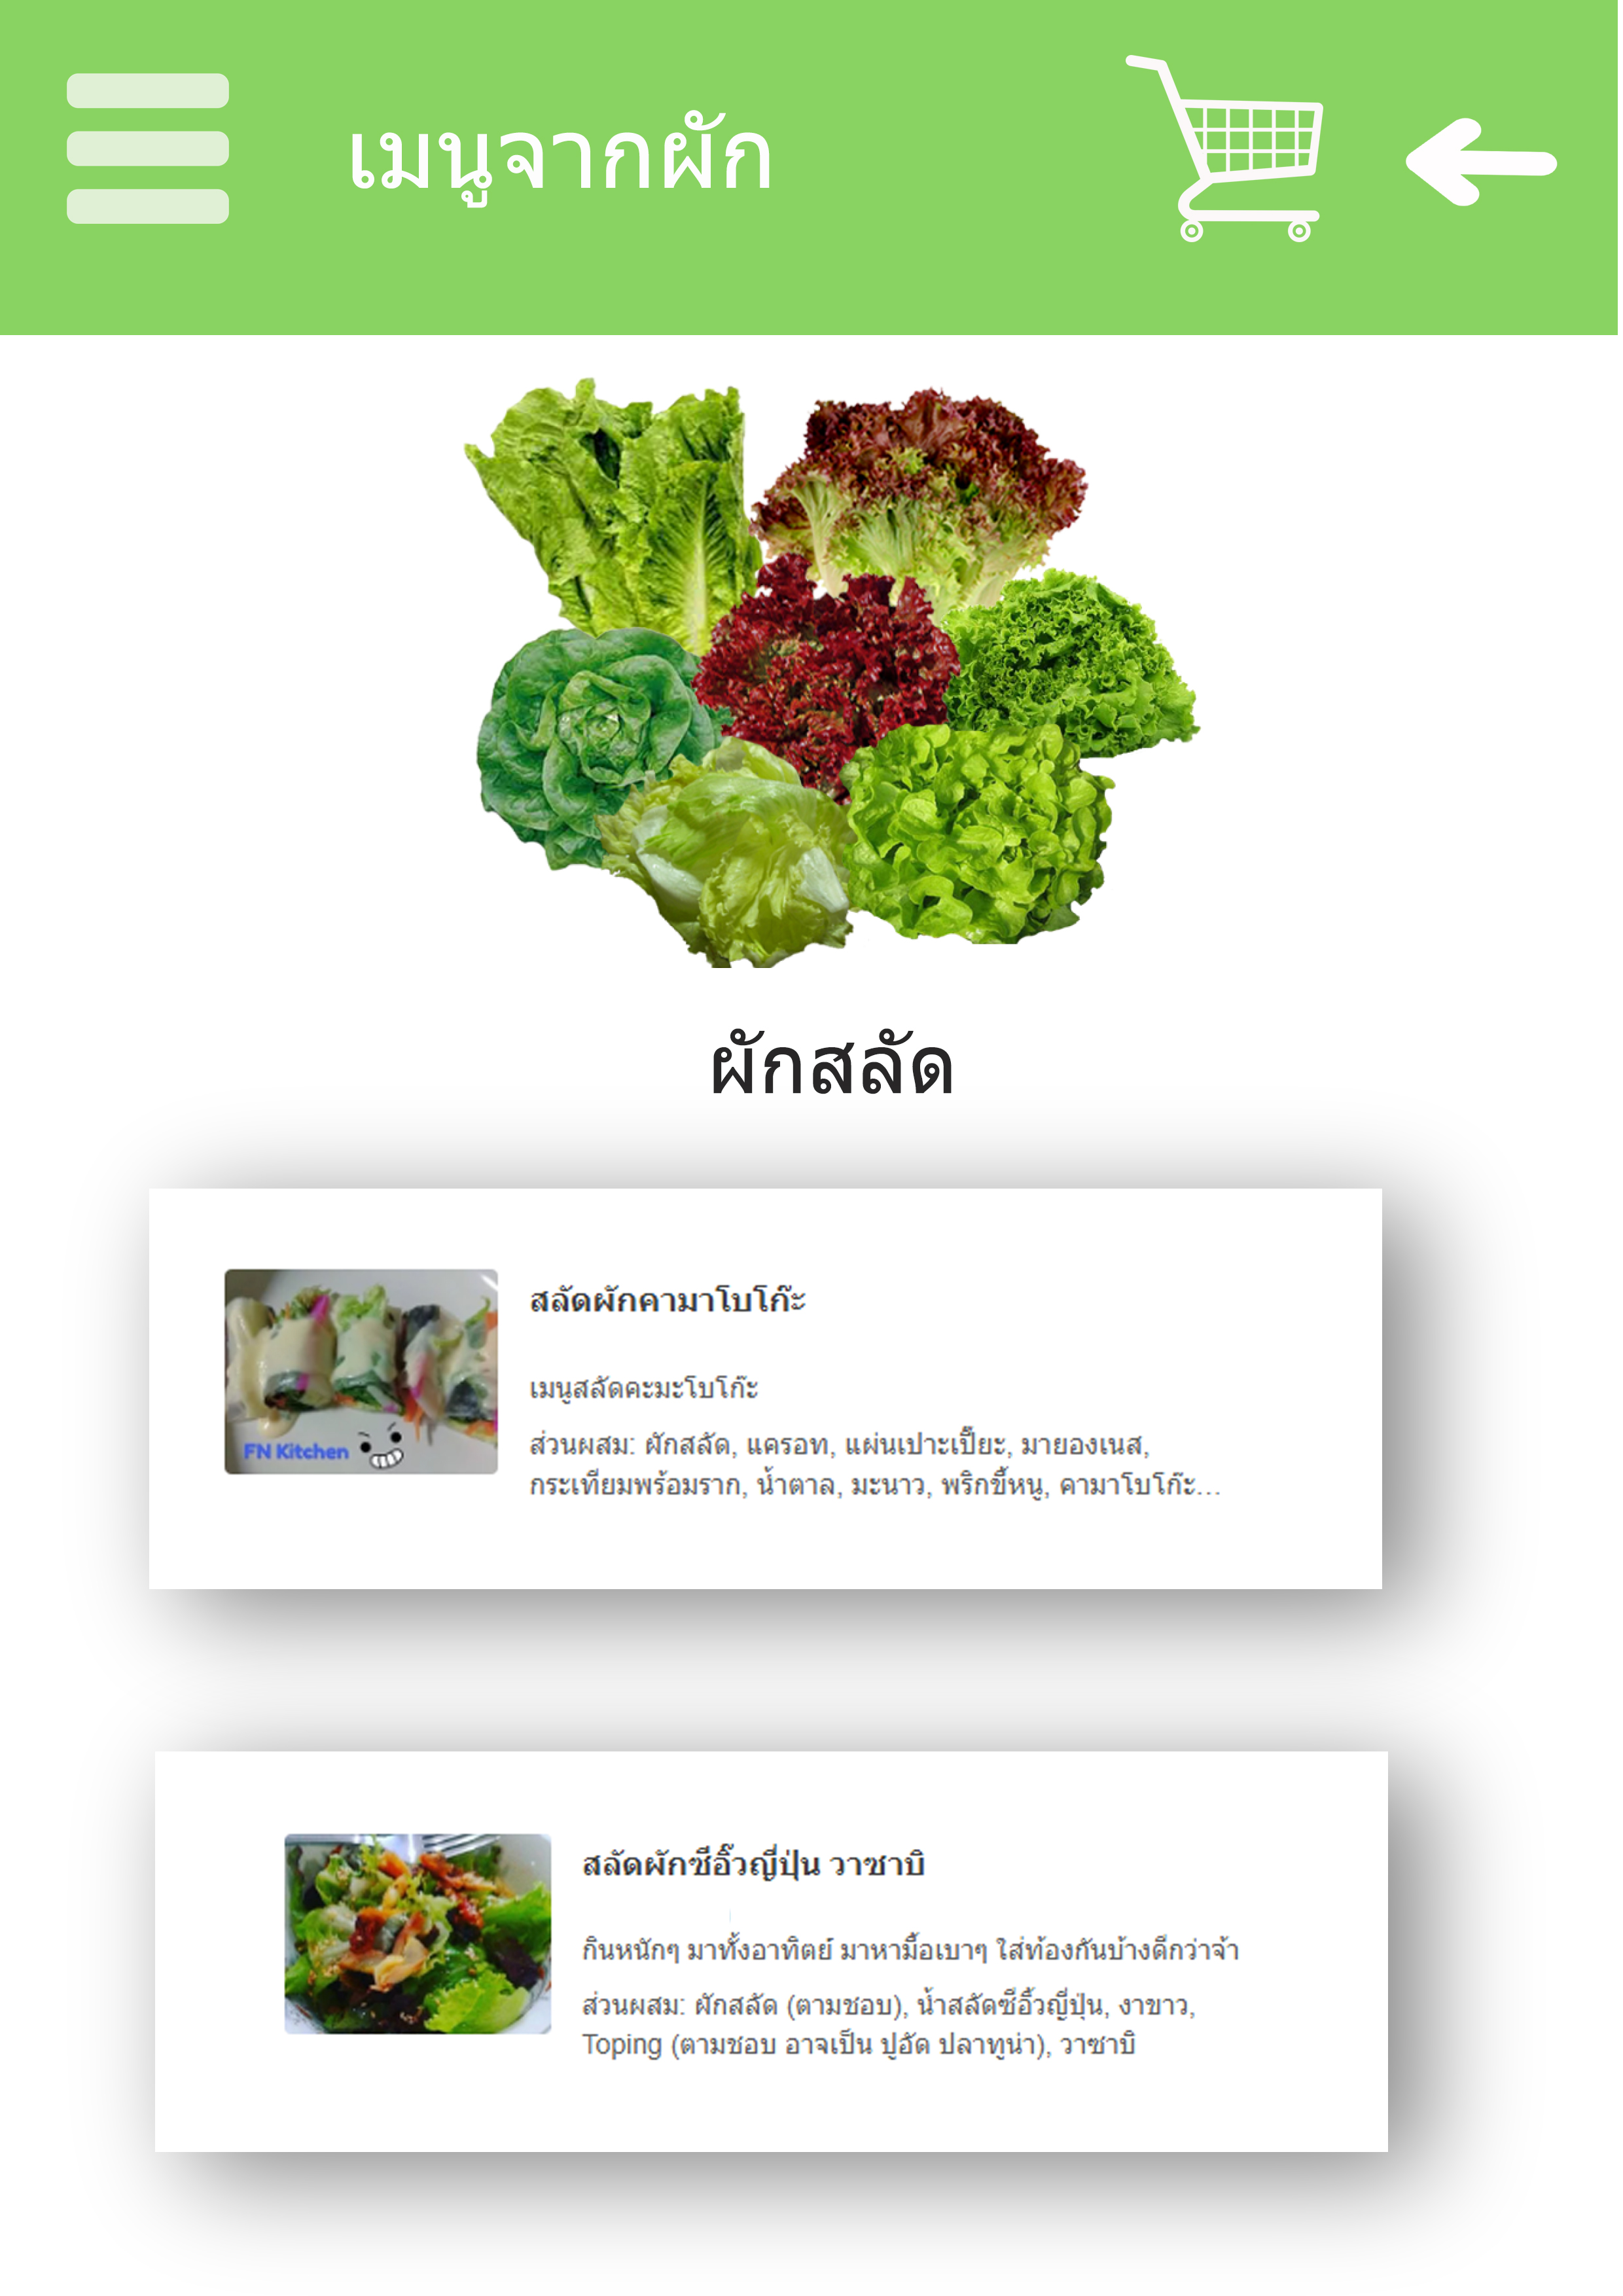 เมนูจากผัก
ผักสลัด
สลัดผักคามาโบโก๊ะ
เมนูสลัดคะมะโบโก๊ะ
ส่วนผสม: ผักสลัด, แครอท, แผ่นเปาะเปี๊ยะ, มายองเนส,
กระเทียมพร้อมราก, น้ำตาล, มะนาว, พริกขี้หนู, คามาโบโก๊ะ...
FN Kitchen
สลัดผักซีอิ๊วญี่ปุ่น วาซาบิ
กินหนักๆ มาทั้งอาทิตย์ มาหามื้อเบาๆ ใส่ท้องกันบ้างดีกว่าจ้า
ส่วนผสม: ผักสลัด (ตามชอบ), น้ำสลัดซีอิ๊วญี่ปุ่น, งาขาว,
Toping (ตามชอบ อาจเป็น ปูอัด ปลาทูน่า), วาซาบิ